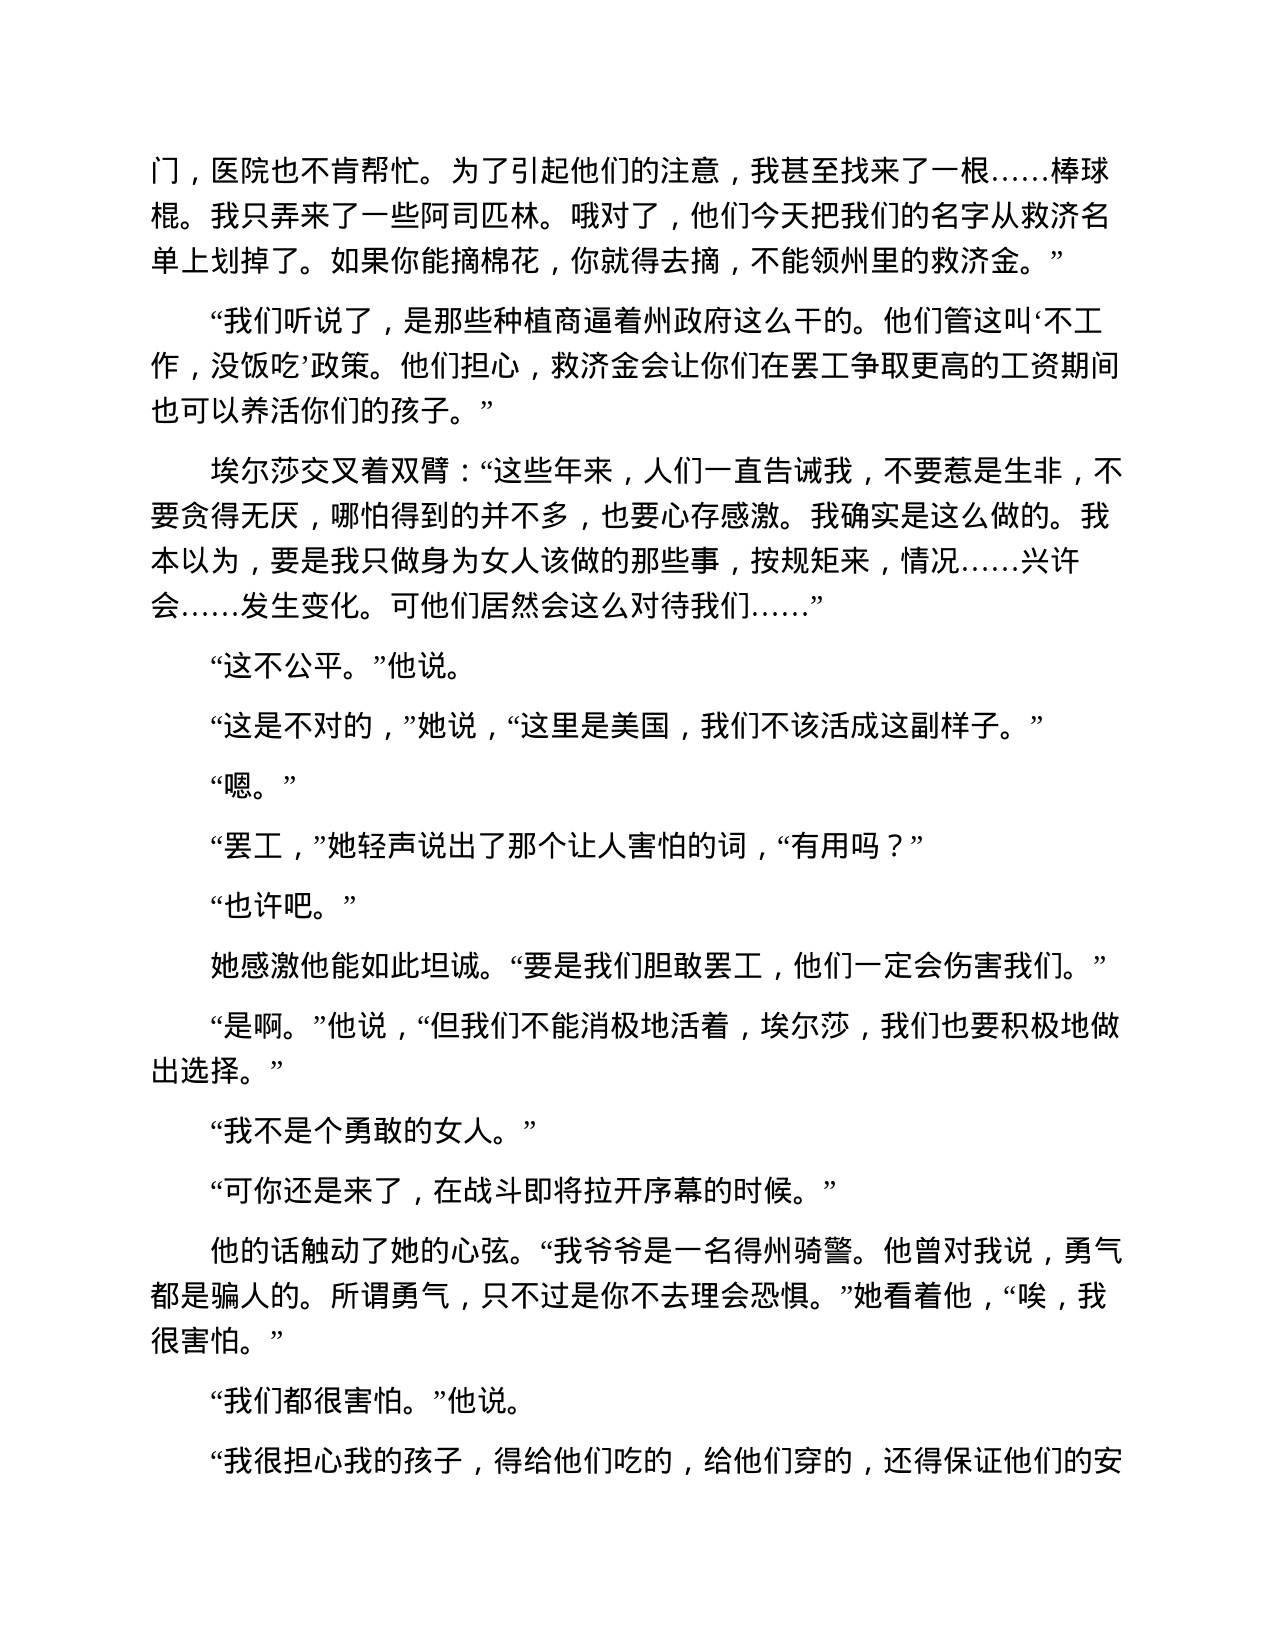 门，医院也不肯帮忙。为了引起他们的注意，我甚至找来了一根……棒球
棍。我只弄来了一些阿司匹林。哦对了，他们今天把我们的名字从救济名
单上划掉了。如果你能摘棉花，你就得去摘，不能领州里的救济金。”
“我们听说了，是那些种植商逼着州政府这么干的。他们管这叫‘不工
作，没饭吃’政策。他们担心，救济金会让你们在罢工争取更高的工资期间
也可以养活你们的孩子。”
埃尔莎交叉着双臂：“这些年来，人们一直告诫我，不要惹是生非，不
要贪得无厌，哪怕得到的并不多，也要心存感激。我确实是这么做的。我
本以为，要是我只做身为女人该做的那些事，按规矩来，情况……兴许
会……发生变化。可他们居然会这么对待我们……”
“这不公平。”他说。
“这是不对的，”她说，“这里是美国，我们不该活成这副样子。”
“嗯。”
“罢工，”她轻声说出了那个让人害怕的词，“有用吗？”
“也许吧。”
她感激他能如此坦诚。“要是我们胆敢罢工，他们一定会伤害我们。”
“是啊。”他说，“但我们不能消极地活着，埃尔莎，我们也要积极地做
出选择。”
“我不是个勇敢的女人。”
“可你还是来了，在战斗即将拉开序幕的时候。”
他的话触动了她的心弦。“我爷爷是一名得州骑警。他曾对我说，勇气
都是骗人的。所谓勇气，只不过是你不去理会恐惧。”她看着他，“唉，我
很害怕。”
“我们都很害怕。”他说。
“我很担心我的孩子，得给他们吃的，给他们穿的，还得保证他们的安